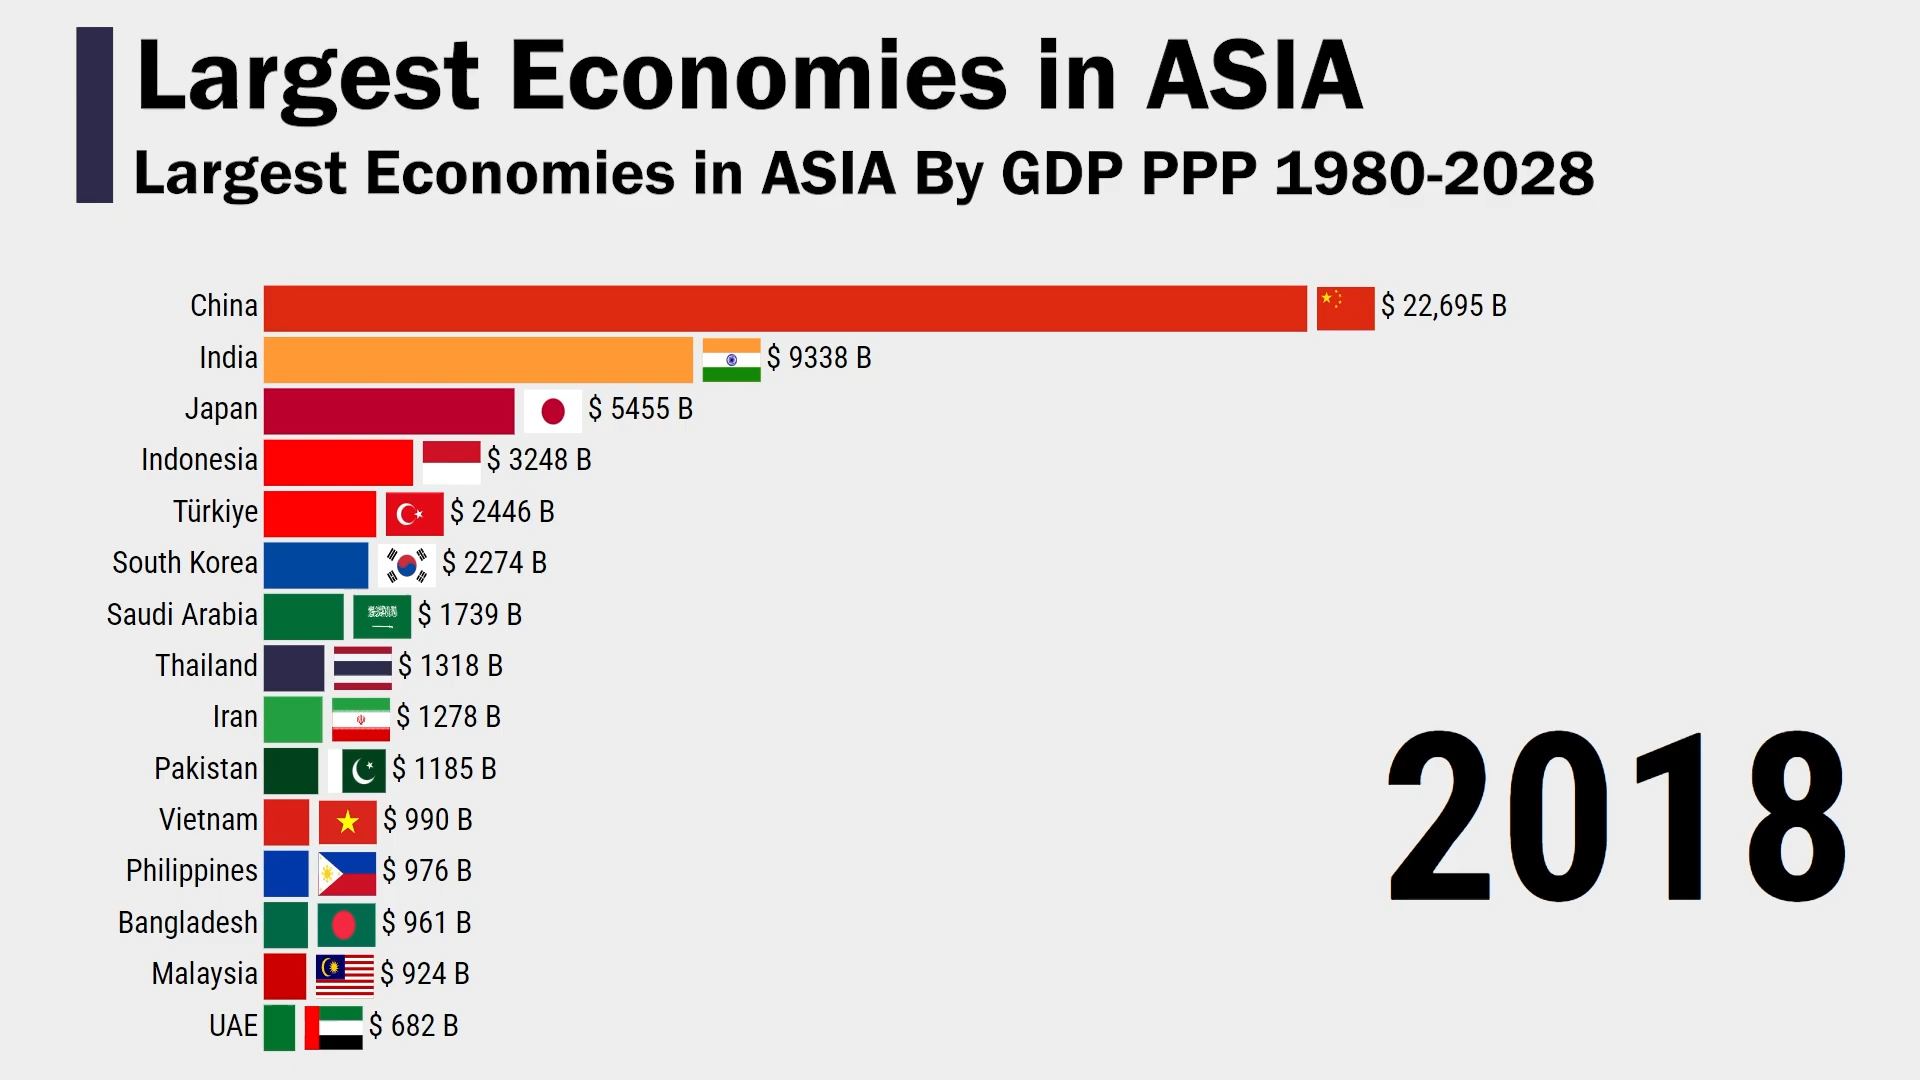 Largest Economies in ASIA
Largest Economies in ASIA By GDP PPP 1980-2028
China $ 22,695 B
India $ 9338 B
Japan $ 5455 B
Indonesia $ 3248 B
Türkiye $ 2446 B
South Korea $ 2274 B
Saudi Arabia $ 1739 B
Thailand $ 1318 B
Iran $ 1278 B
Pakistan $ 1185 B
Vietnam $ 990 B
Philippines $ 976 B
Bangladesh $ 961 B
Malaysia $ 924 B
UAE $ 682 B
2018